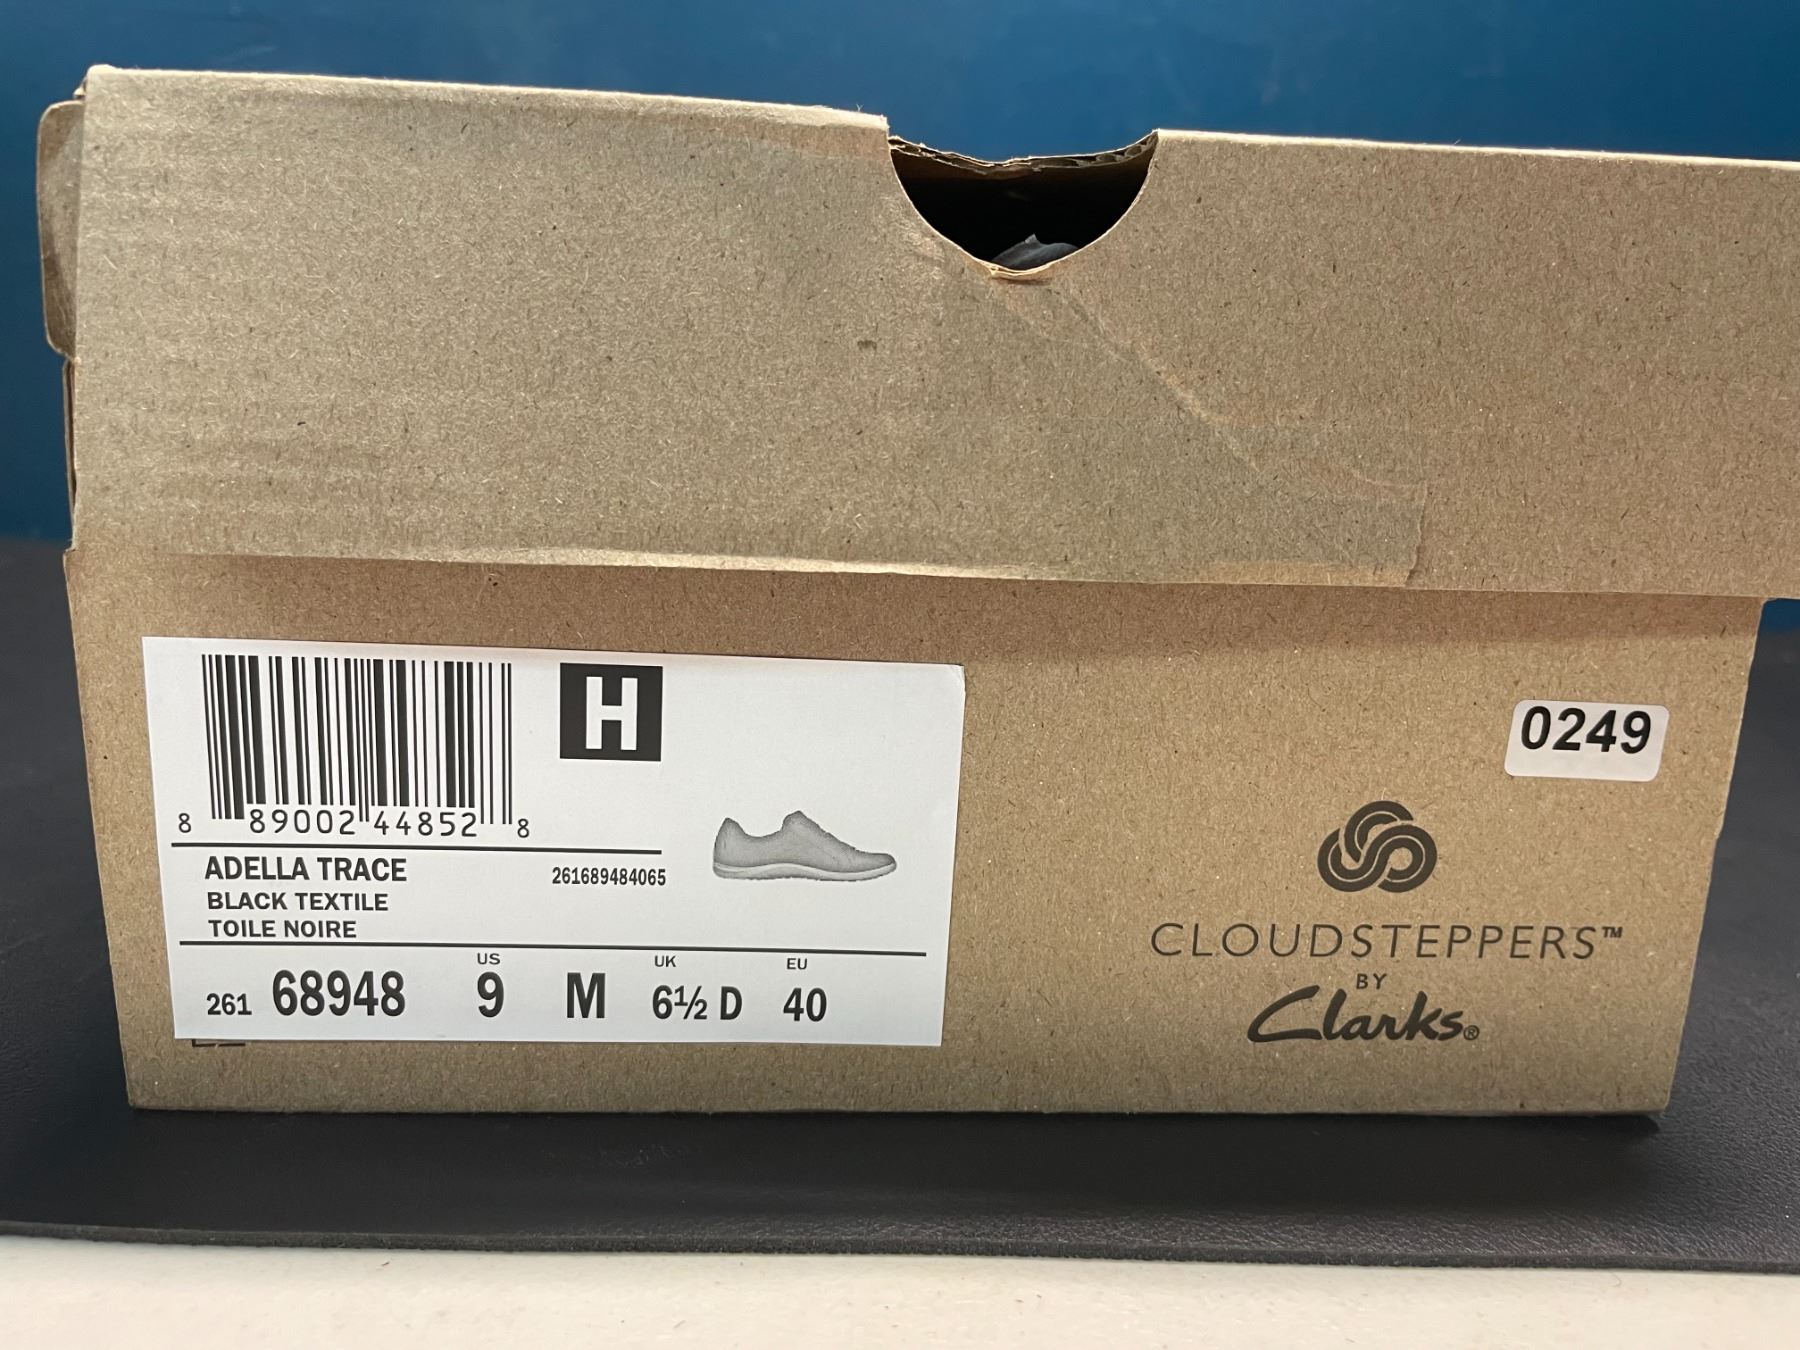 H
8 89002 44852 8
ADELLA TRACE
261689484065
BLACK TEXTILE
TOILE NOIRE
US UK EU
261 68948 9 M 6½ D 40
0249
CLOUDSTEPPERS™
BY
Clarks®